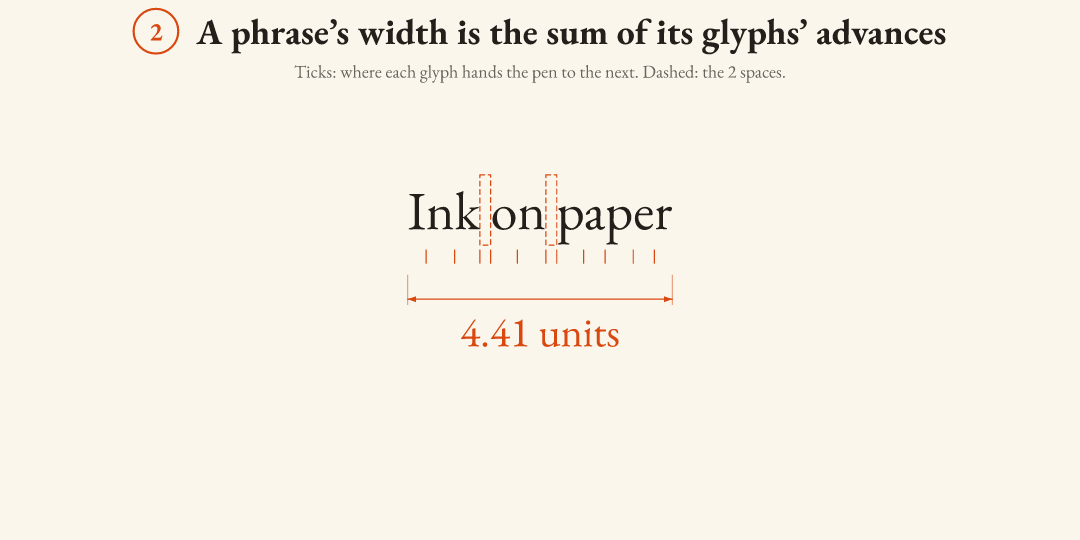 2 A phrase’s width is the sum of its glyphs’ advances
Ticks: where each glyph hands the pen to the next. Dashed: the 2 spaces.
Ink on paper
4.41 units